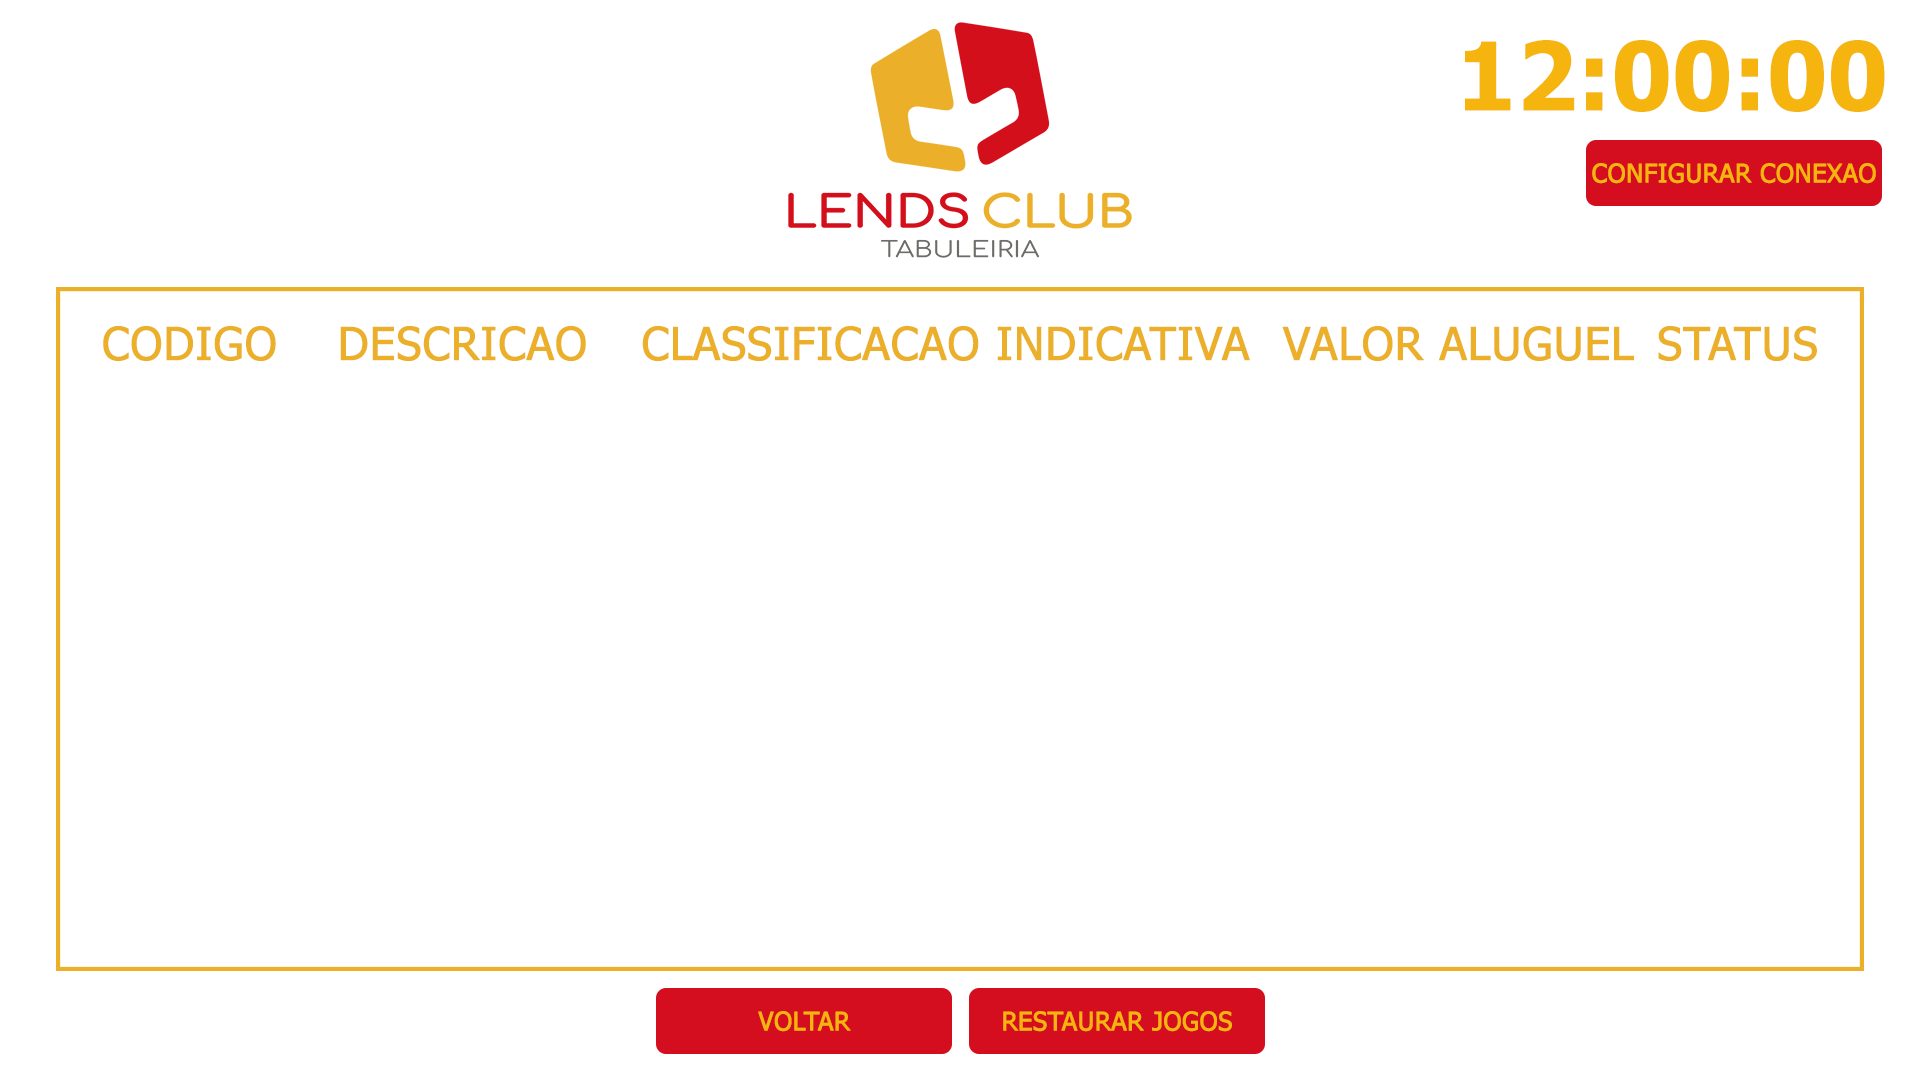 12:00:00
CONFIGURAR CONEXAO
LENDS CLUB
TABULEIRIA
CODIGO DESCRICAO CLASSIFICACAO INDICATIVA VALOR ALUGUEL STATUS
VOLTAR RESTAURAR JOGOS